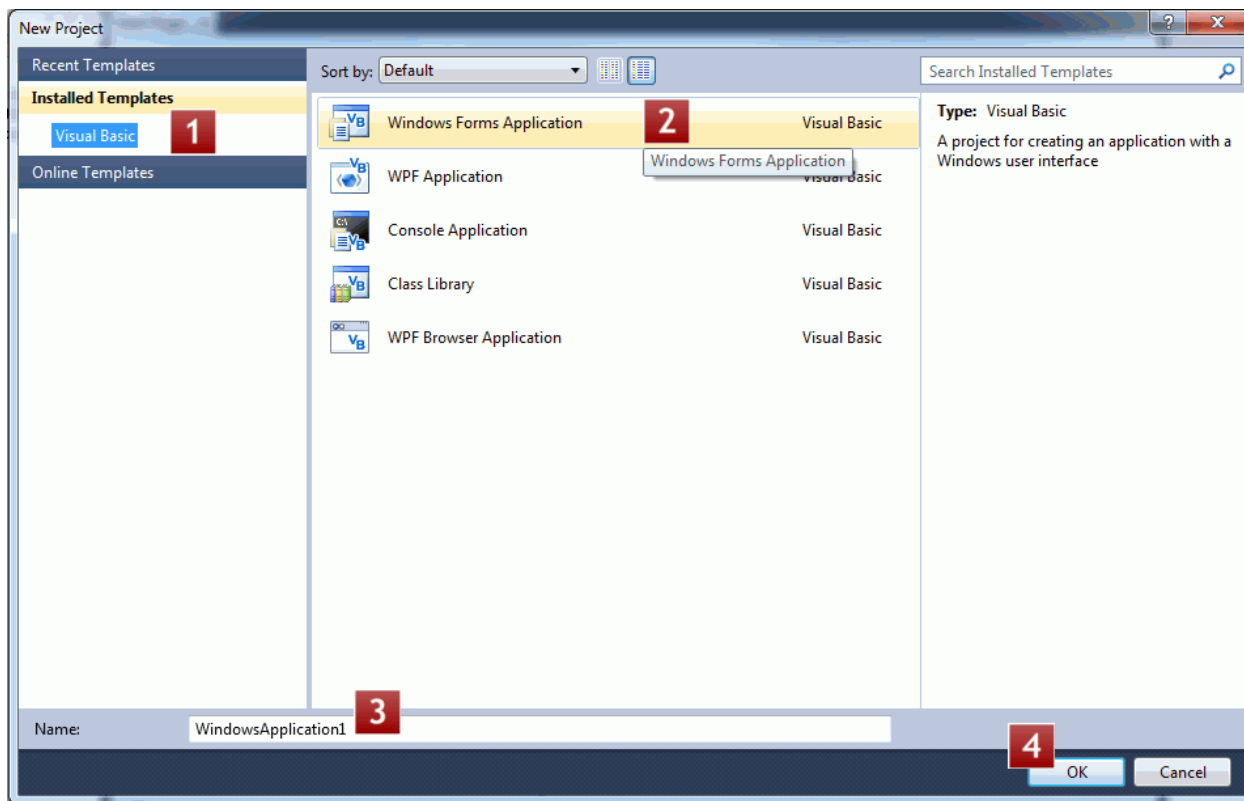 New Project
Recent Templates
Installed Templates
Visual Basic
1
Online Templates
Sort by: Default
Search Installed Templates
Windows Forms Application 2 Visual Basic
Windows Forms Application
WPF Application Visual Basic
Console Application Visual Basic
Class Library Visual Basic
WPF Browser Application Visual Basic
Type: Visual Basic
A project for creating an application with a
Windows user interface
Name: WindowsApplication1 3
4
OK Cancel